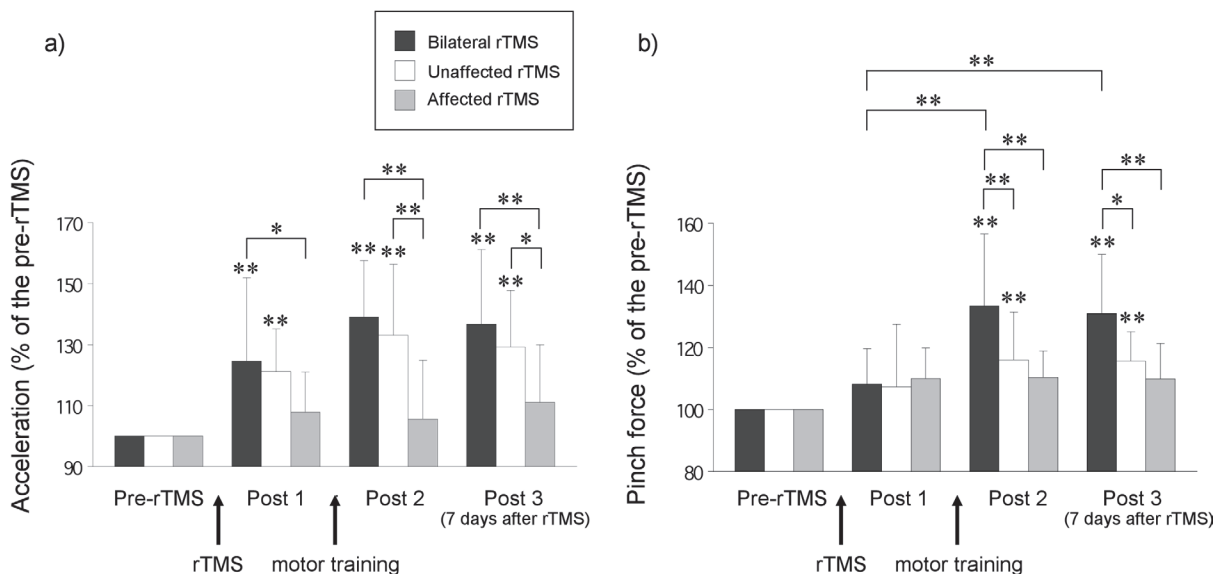 a)
Bilateral rTMS
Unaffected rTMS
Affected rTMS
Acceleration (% of the pre-rTMS)
170
150
130
110
90
**
**
*
**
**
**
**
**
**
**
*
**
Pre-rTMS
Post 1
Post 2
Post 3
(7 days after rTMS)
rTMS
motor training
b)
Pinch force (% of the pre-rTMS)
160
140
120
100
80
**
**
**
**
**
**
**
**
*
**
**
Pre-rTMS
Post 1
Post 2
Post 3
(7 days after rTMS)
rTMS
motor training